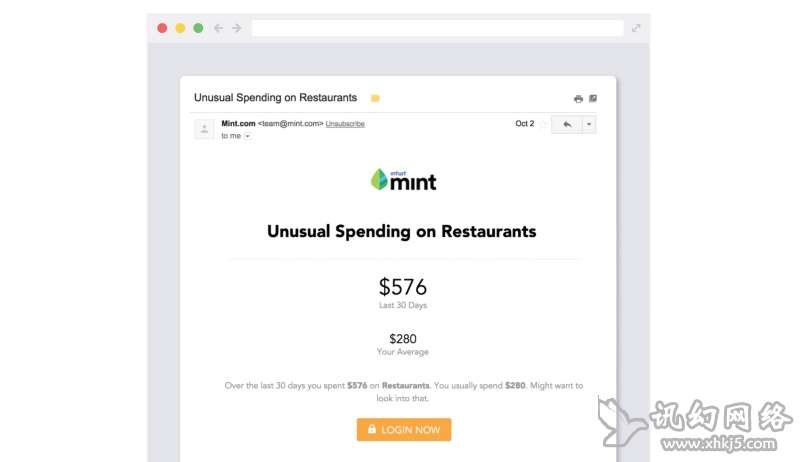 Unusual Spending on Restaurants
Mint.com <team@mint.com> Unsubscribe
Oct 2
to me
intuit
mint
Unusual Spending on Restaurants
$576
Last 30 Days
$280
Your Average
Over the last 30 days you spent $576 on Restaurants. You usually spend $280. Might want to
look into that.
LOGIN NOW
讯幻网络
www.xhkj5.com